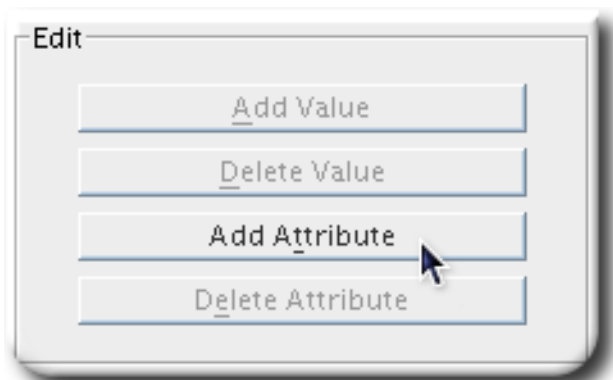 Edit
Add Value
Delete Value
Add Attribute
Delete Attribute